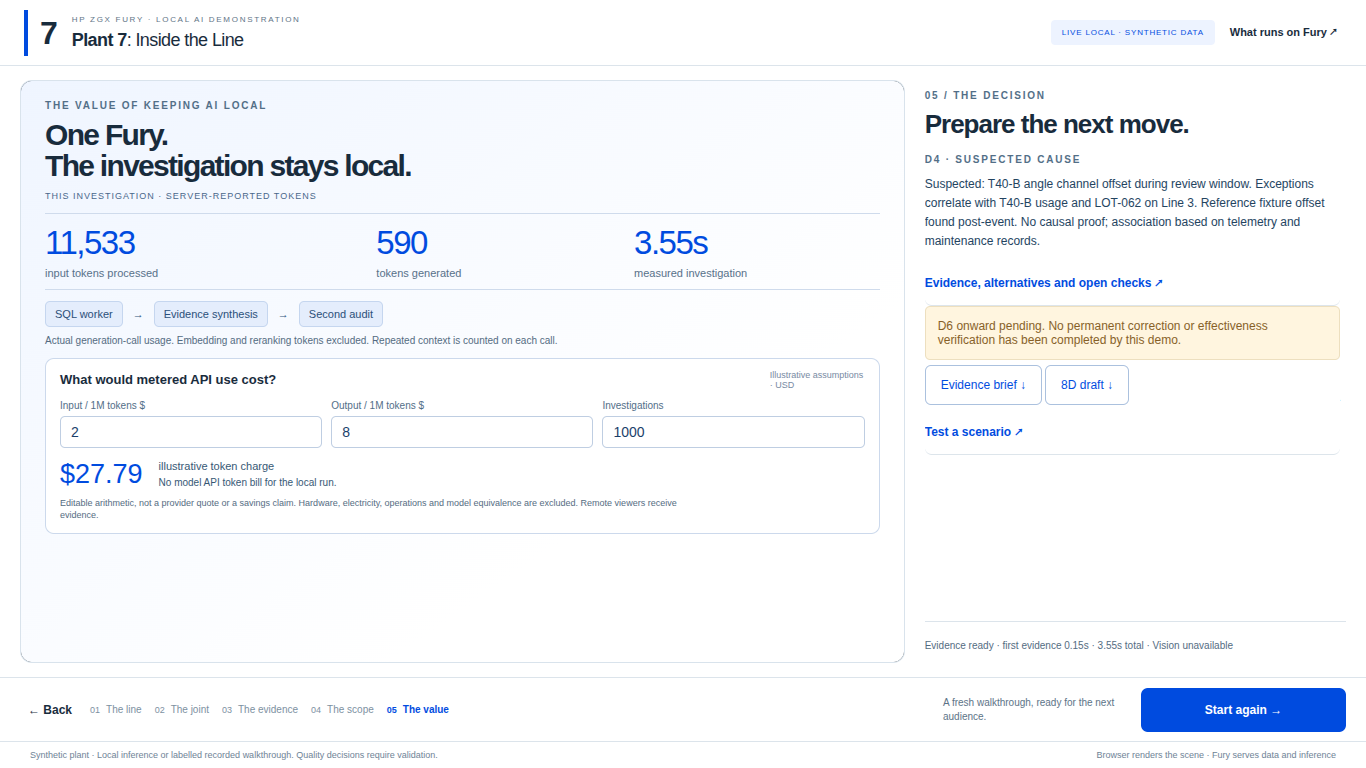 7
HP ZGX FURY · LOCAL AI DEMONSTRATION
Plant 7: Inside the Line
LIVE LOCAL · SYNTHETIC DATA
What runs on Fury ↗
THE VALUE OF KEEPING AI LOCAL
One Fury.
The investigation stays local.
THIS INVESTIGATION · SERVER-REPORTED TOKENS
11,533
input tokens processed
590
tokens generated
3.55s
measured investigation
SQL worker → Evidence synthesis → Second audit
Actual generation-call usage. Embedding and reranking tokens excluded. Repeated context is counted on each call.
What would metered API use cost?
Illustrative assumptions
· USD
Input / 1M tokens $
2
Output / 1M tokens $
8
Investigations
1000
$27.79
illustrative token charge
No model API token bill for the local run.
Editable arithmetic, not a provider quote or a savings claim. Hardware, electricity, operations and model equivalence are excluded. Remote viewers receive
evidence.
05 / THE DECISION
Prepare the next move.
D4 · SUSPECTED CAUSE
Suspected: T40-B angle channel offset during review window. Exceptions
correlate with T40-B usage and LOT-062 on Line 3. Reference fixture offset
found post-event. No causal proof; association based on telemetry and
maintenance records.
Evidence, alternatives and open checks ↗
D6 onward pending. No permanent correction or effectiveness
verification has been completed by this demo.
Evidence brief ↓
8D draft ↓
Test a scenario ↗
Evidence ready · first evidence 0.15s · 3.55s total · Vision unavailable
← Back
01 The line
02 The joint
03 The evidence
04 The scope
05 The value
A fresh walkthrough, ready for the next
audience.
Start again →
Synthetic plant · Local inference or labelled recorded walkthrough. Quality decisions require validation.
Browser renders the scene · Fury serves data and inference